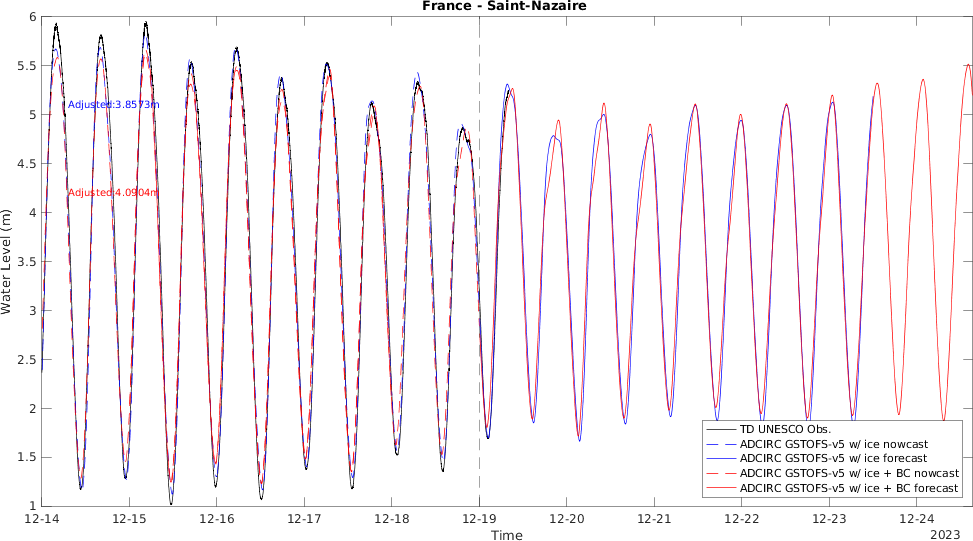 France - Saint-Nazaire
6
5.5
5
4.5
4
3.5
3
2.5
2
1.5
1
Water Level (m)
Adjusted:3.8573m
Adjusted:4.0904m
TD UNESCO Obs.
ADCIRC GSTOFS-v5 w/ ice nowcast
ADCIRC GSTOFS-v5 w/ ice forecast
ADCIRC GSTOFS-v5 w/ ice + BC nowcast
ADCIRC GSTOFS-v5 w/ ice + BC forecast
12-14 12-15 12-16 12-17 12-18 12-19 12-20 12-21 12-22 12-23 12-24
Time
2023